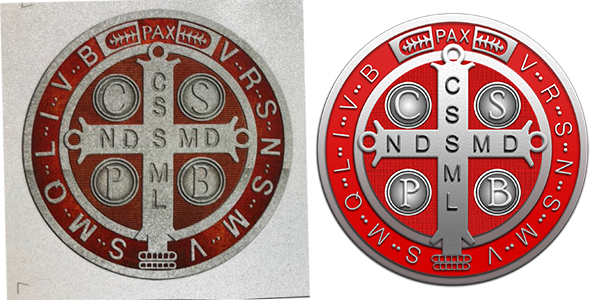 PAX
V·R·S·N·S·M·V··S·M·Q·L·I·V·B
C S
C S S M L
N D S M D
P B
PAX
V·R·S·N·S·M·V··S·M·Q·L·I·V·B
C S
C S S M L
N D S M D
P B